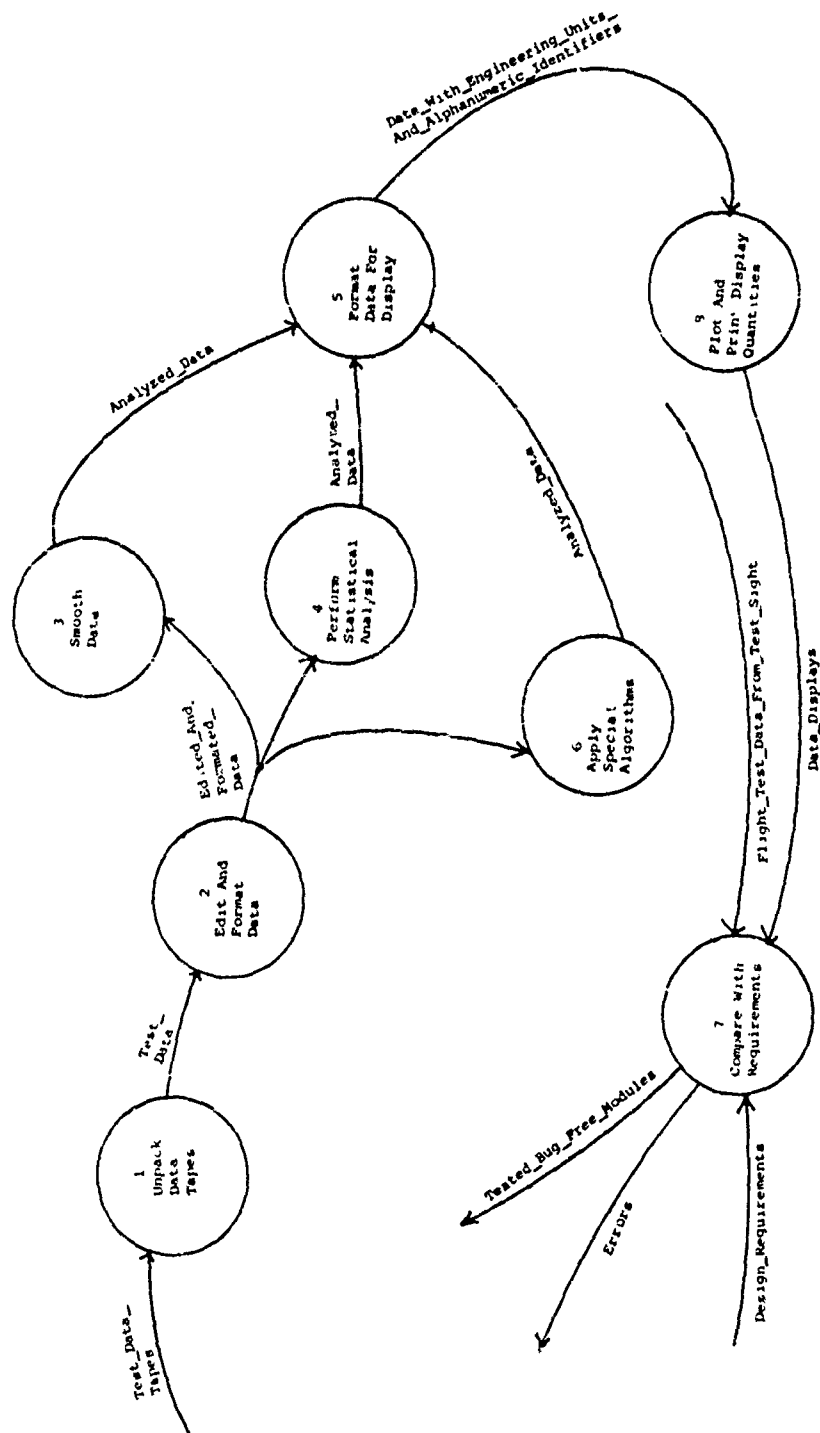 Test_Data_
Tapes
1
Unpack
Data
Tapes
Test_
Data
2
Edit And
Format
Data
Edited_And_
Formated_
Data
3
Smooth
Data
4
Perform
Statistical
Analysis
6
Apply
Special
Algorithms
Analyzed_Data
Analyzed_
Data
Analyzed_Data
5
Format
Data For
Display
Data_With_Engineering_Units_
And_Alphanumeric_Identifiers
9
Plot And
Prin' Display
Quantities
Flight_Test_Data_From_Test_Sight
Data_Displays
7
Compare With
Requirements
Tested_Bug_Free_Modules
Errors
Design_Requirements